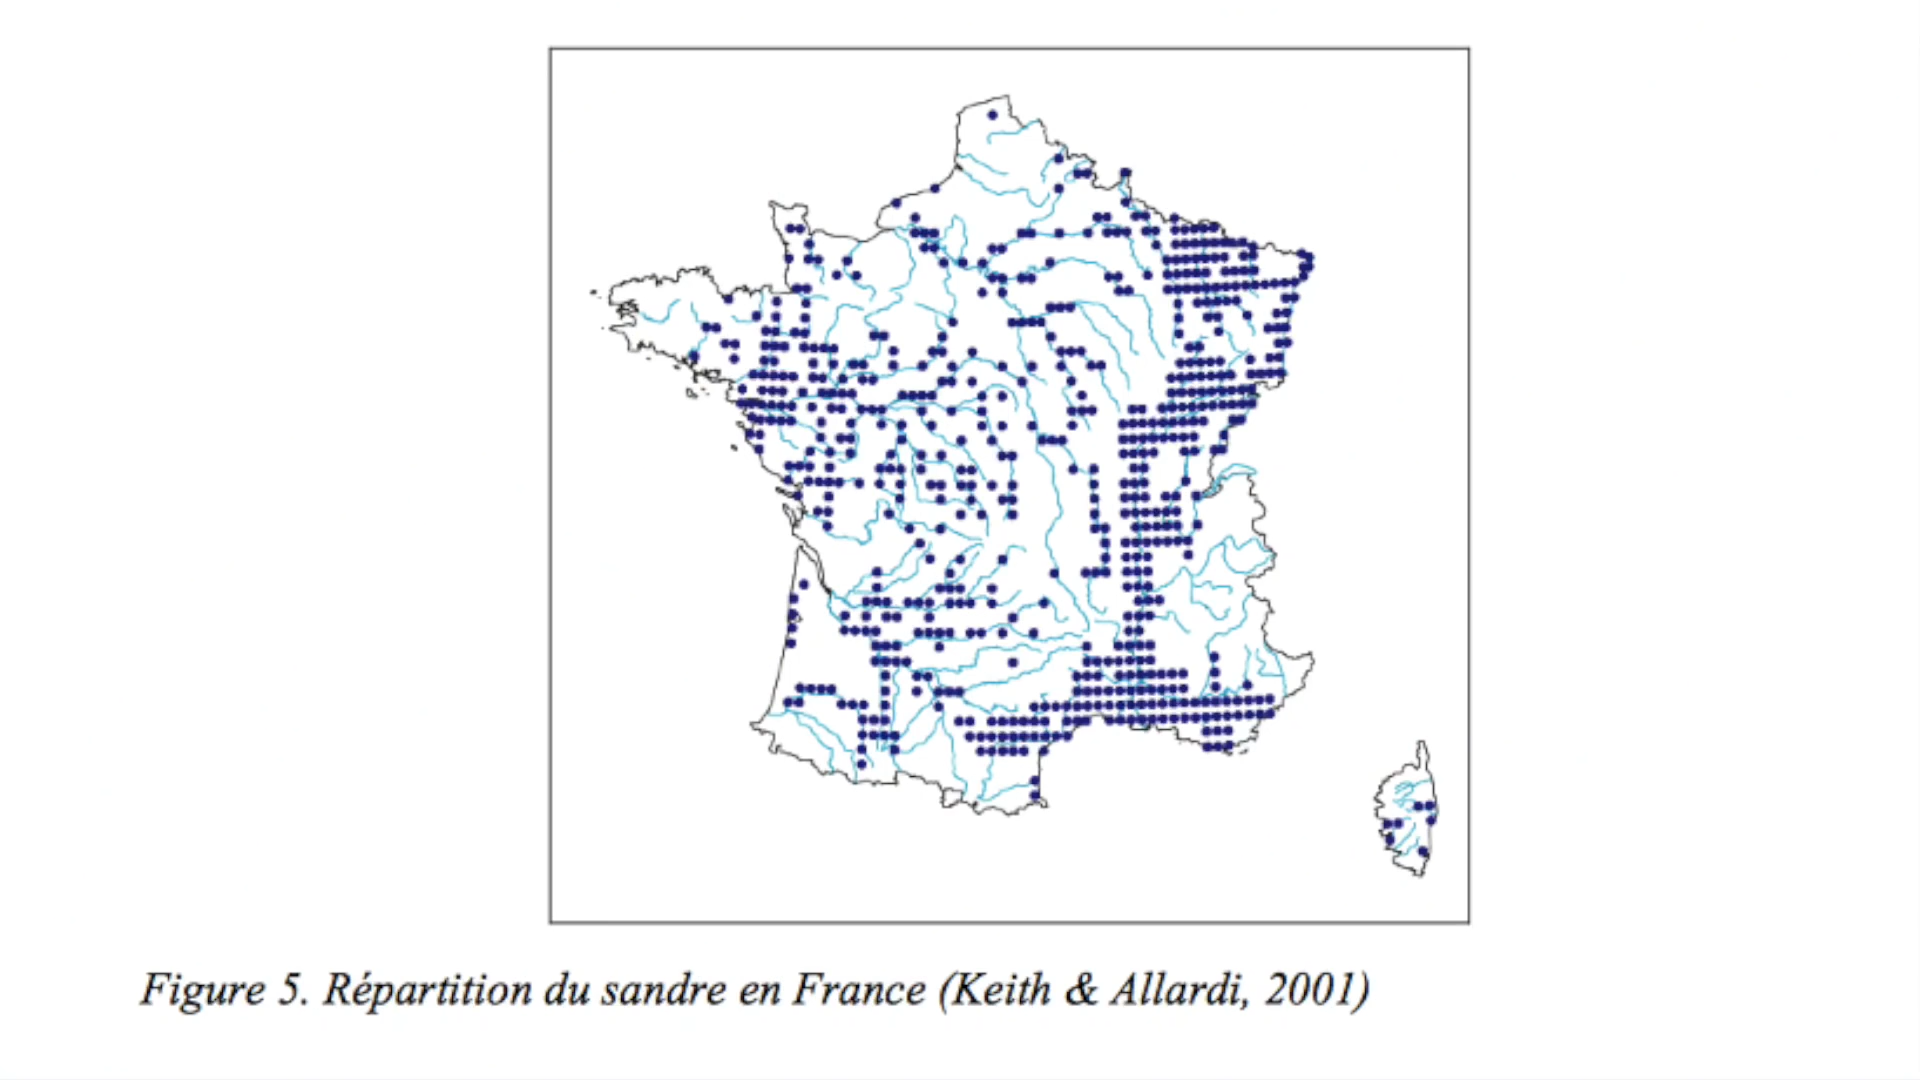 Figure 5. Répartition du sandre en France (Keith & Allardi, 2001)